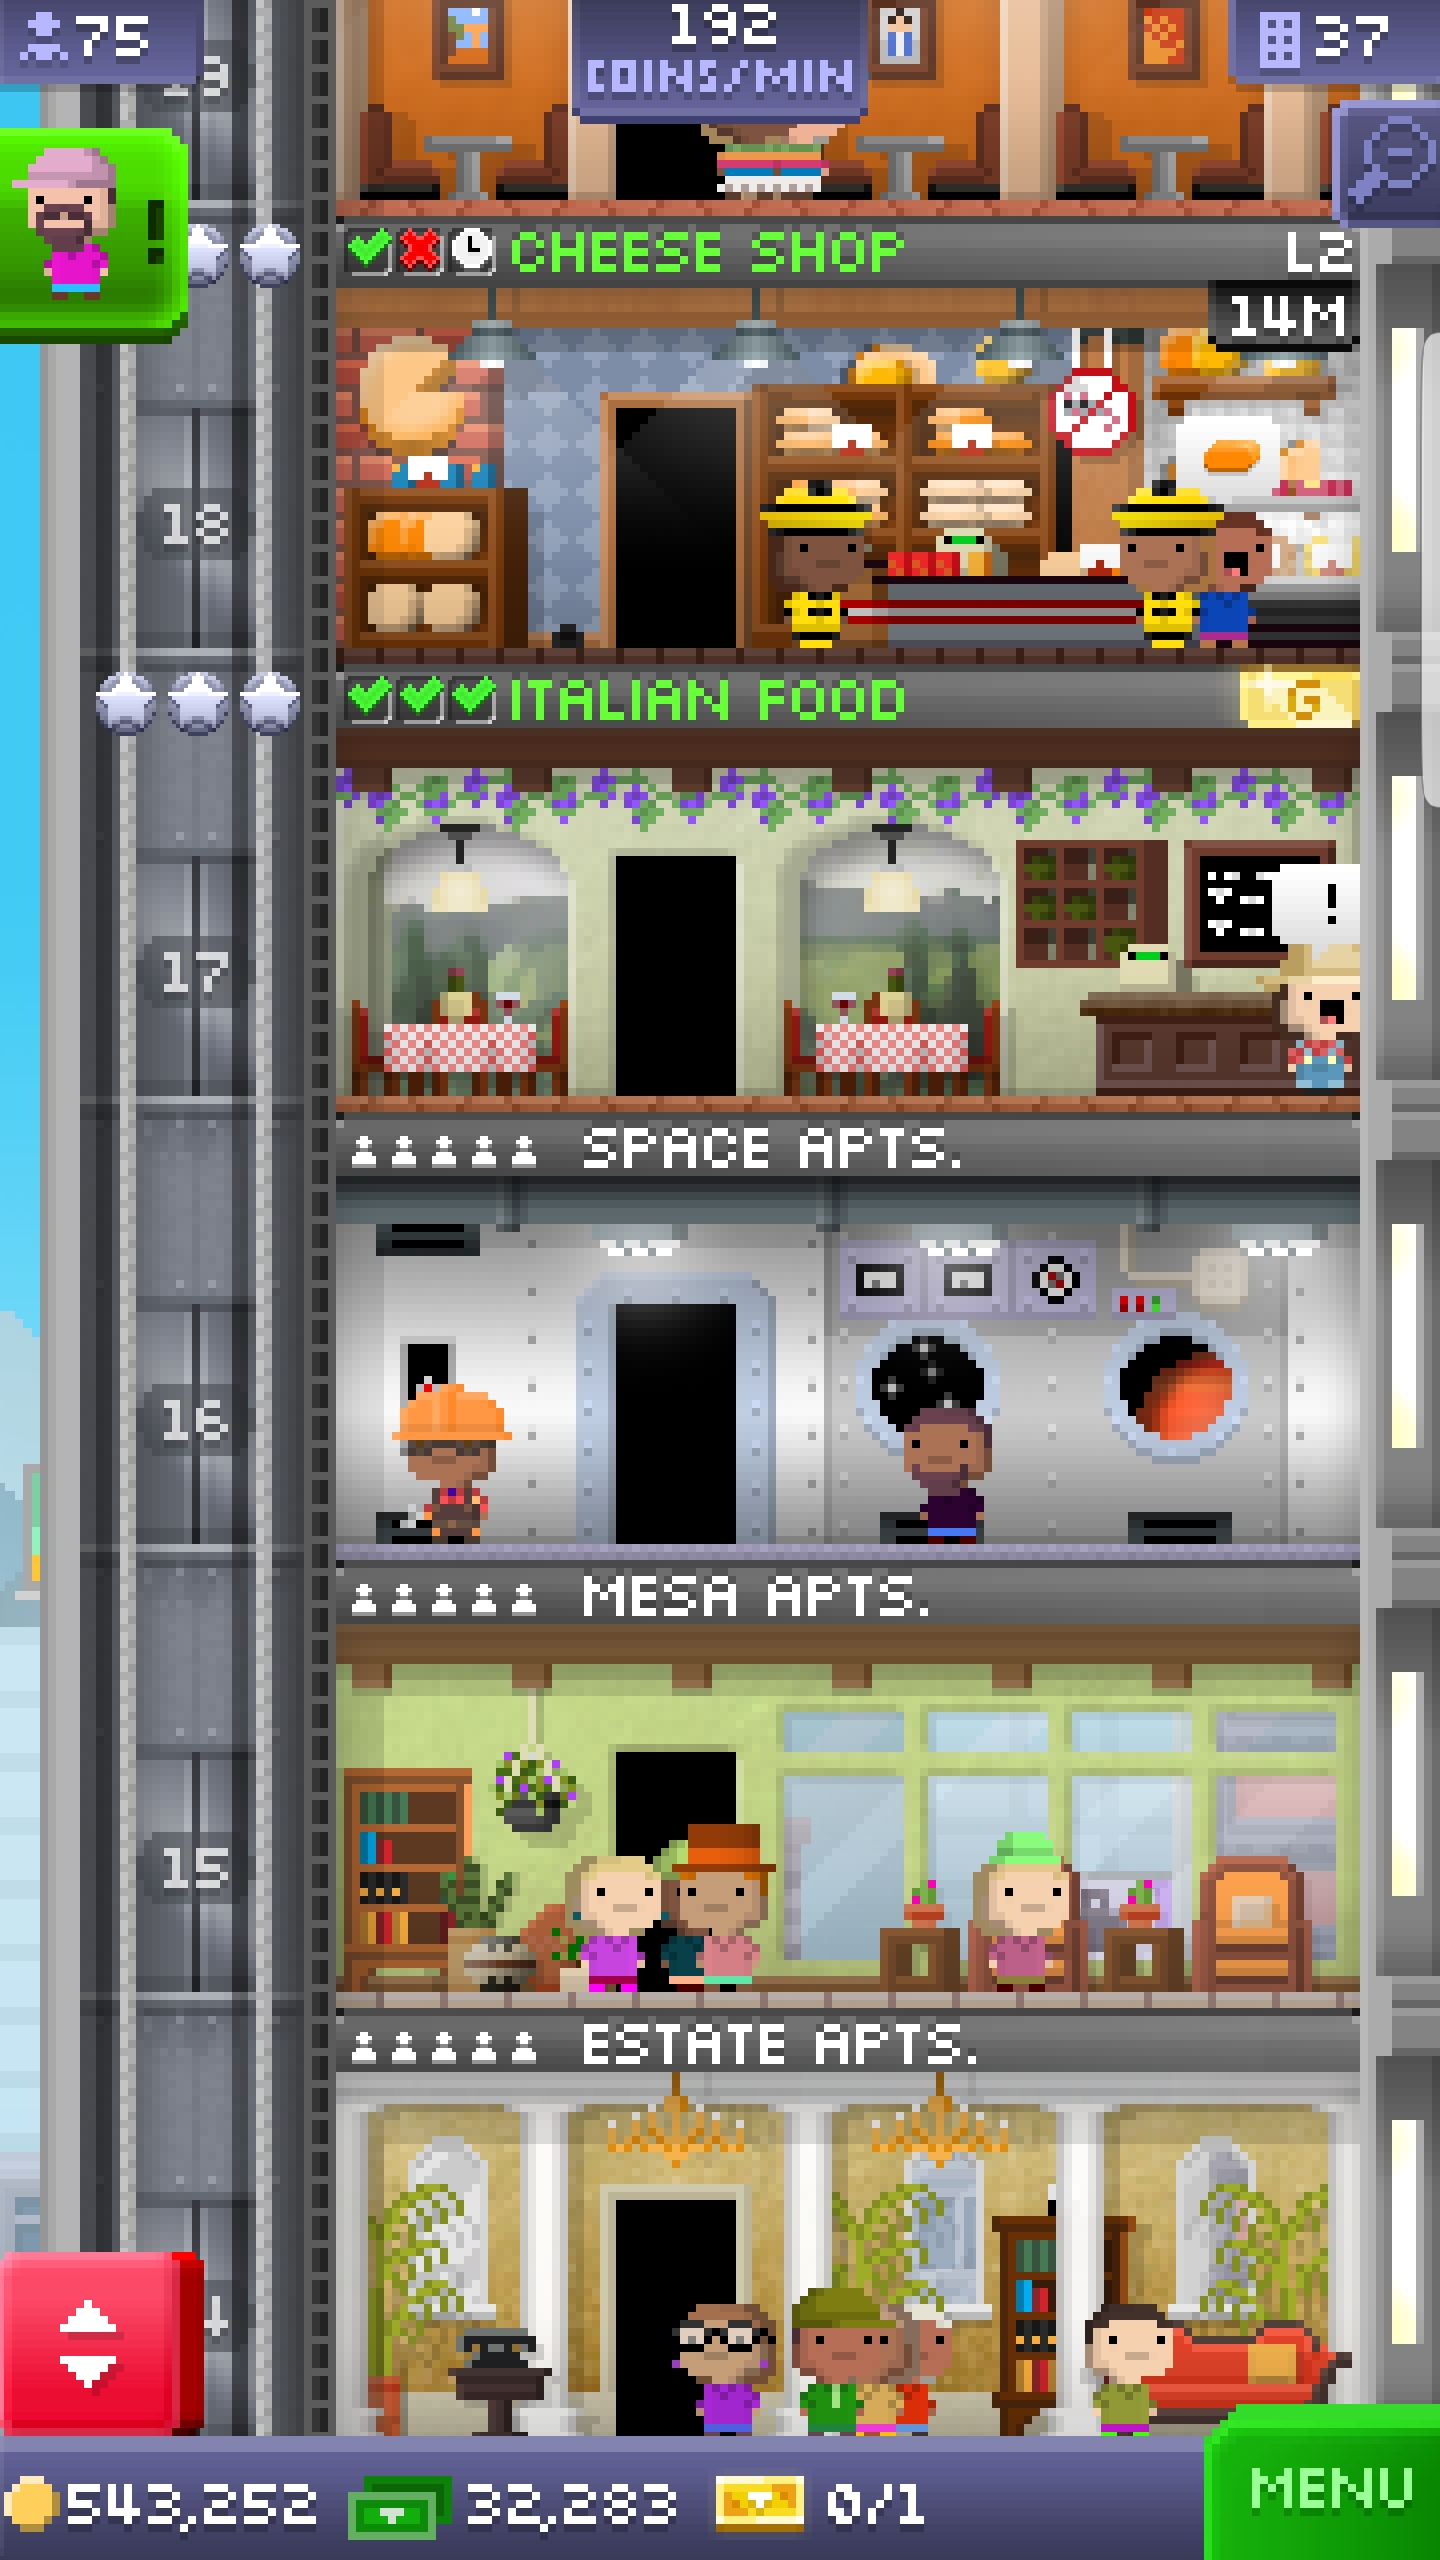 75
192
COINS/MIN
37
CHEESE SHOP
L2
14M
18
ITALIAN FOOD
G
!
17
!
SPACE APTS.
16
MESA APTS.
15
ESTATE APTS.
543,252
32,283
0/1
MENU